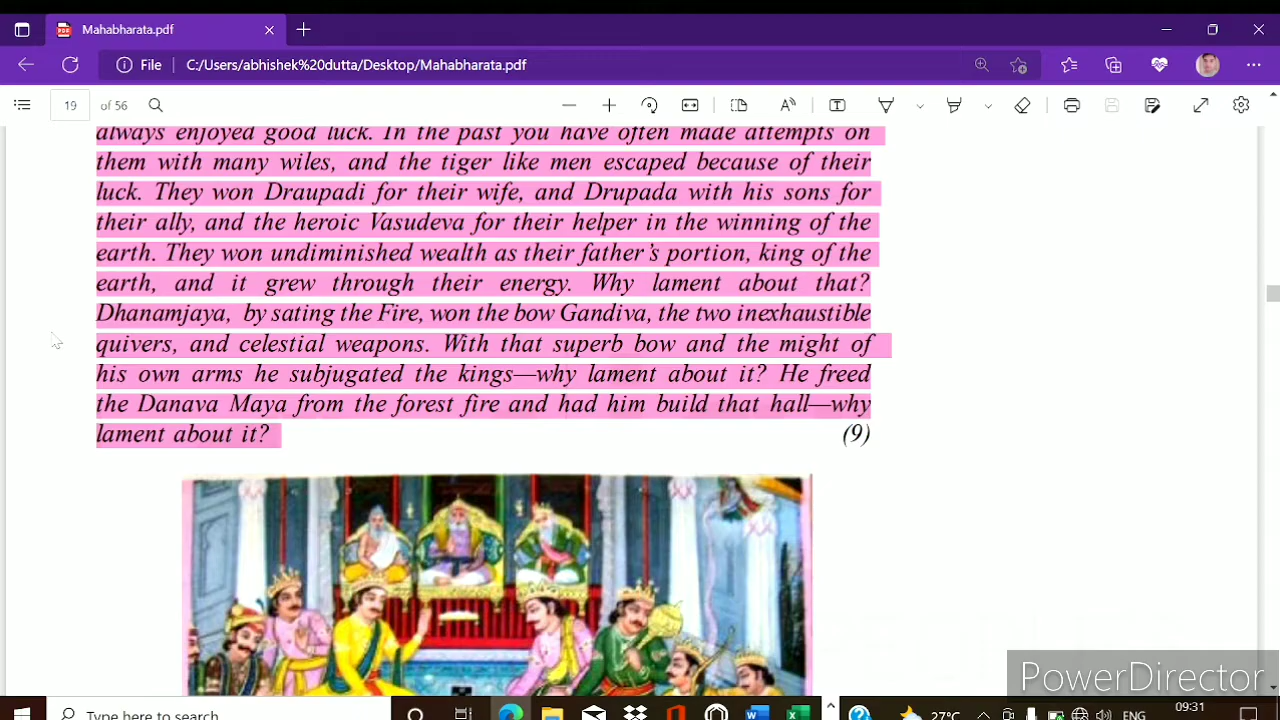 Mahabharata.pdf
File C:/Users/abhishek%20dutta/Desktop/Mahabharata.pdf
19 of 56
always enjoyed good luck. In the past you have often made attempts on
them with many wiles, and the tiger like men escaped because of their
luck. They won Draupadi for their wife, and Drupada with his sons for
their ally, and the heroic Vasudeva for their helper in the winning of the
earth. They won undiminished wealth as their father's portion, king of the
earth, and it grew through their energy. Why lament about that?
Dhanamjaya, by sating the Fire, won the bow Gandiva, the two inexhaustible
quivers, and celestial weapons. With that superb bow and the might of
his own arms he subjugated the kings—why lament about it? He freed
the Danava Maya from the forest fire and had him build that hall—why
lament about it? (9)
PowerDirector
Type here to search
27°C
ENG
09:31